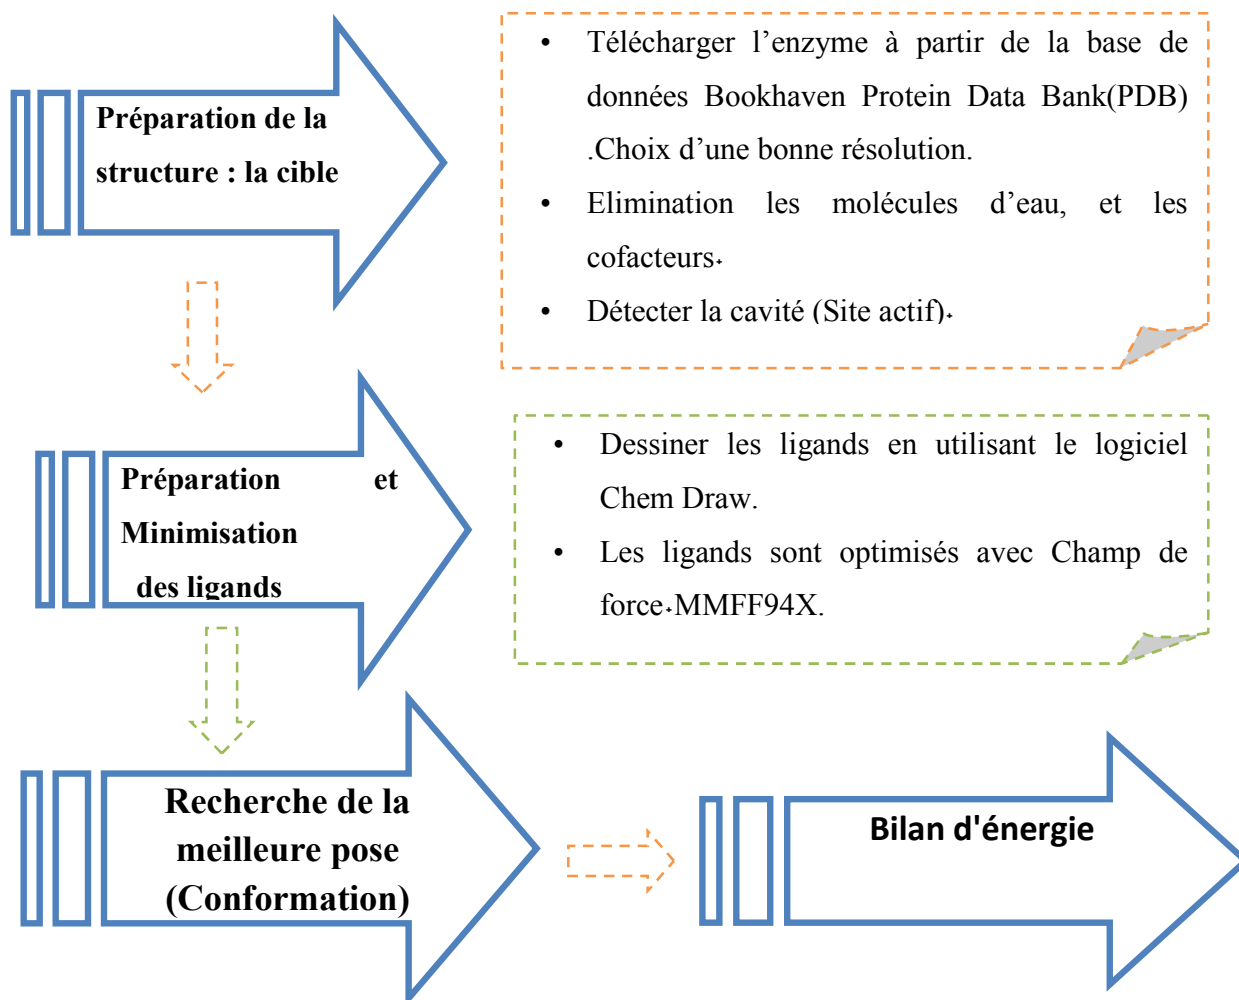 Préparation de la
structure : la cible
• Télécharger l’enzyme à partir de la base de
données Bookhaven Protein Data Bank(PDB)
.Choix d’une bonne résolution.
• Elimination les molécules d’eau, et les
cofacteurs.
• Détecter la cavité (Site actif).
Préparation et
Minimisation
des ligands
• Dessiner les ligands en utilisant le logiciel
Chem Draw.
• Les ligands sont optimisés avec Champ de
force.MMFF94X.
Recherche de la
meilleure pose
(Conformation)
Bilan d'énergie